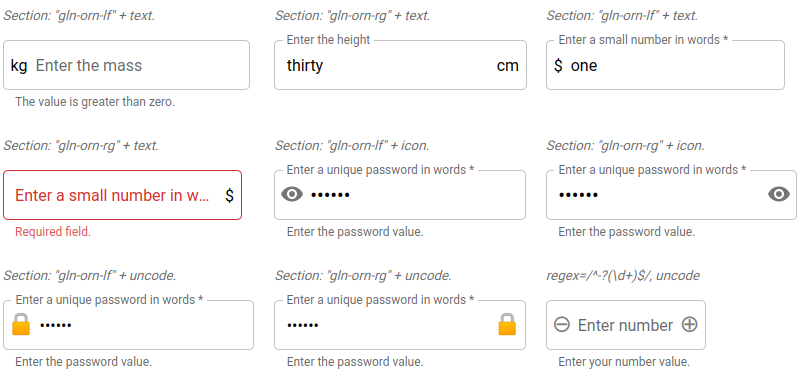 Section: "gln-orn-lf" + text.
Section: "gln-orn-rg" + text.
Section: "gln-orn-lf" + text.
kg Enter the mass
The value is greater than zero.
Enter the height
thirty cm
Enter a small number in words *
$ one
Section: "gln-orn-rg" + text.
Section: "gln-orn-lf" + icon.
Section: "gln-orn-rg" + icon.
Enter a small number in w... $
Required field.
Enter a unique password in words *
••••••
Enter the password value.
Enter a unique password in words *
••••••
Enter the password value.
Section: "gln-orn-lf" + uncode.
Section: "gln-orn-rg" + uncode.
regex=/^-?(\d+)$/, uncode
Enter a unique password in words *
••••••
Enter the password value.
Enter a unique password in words *
••••••
Enter the password value.
⊖ Enter number ⊕
Enter your number value.